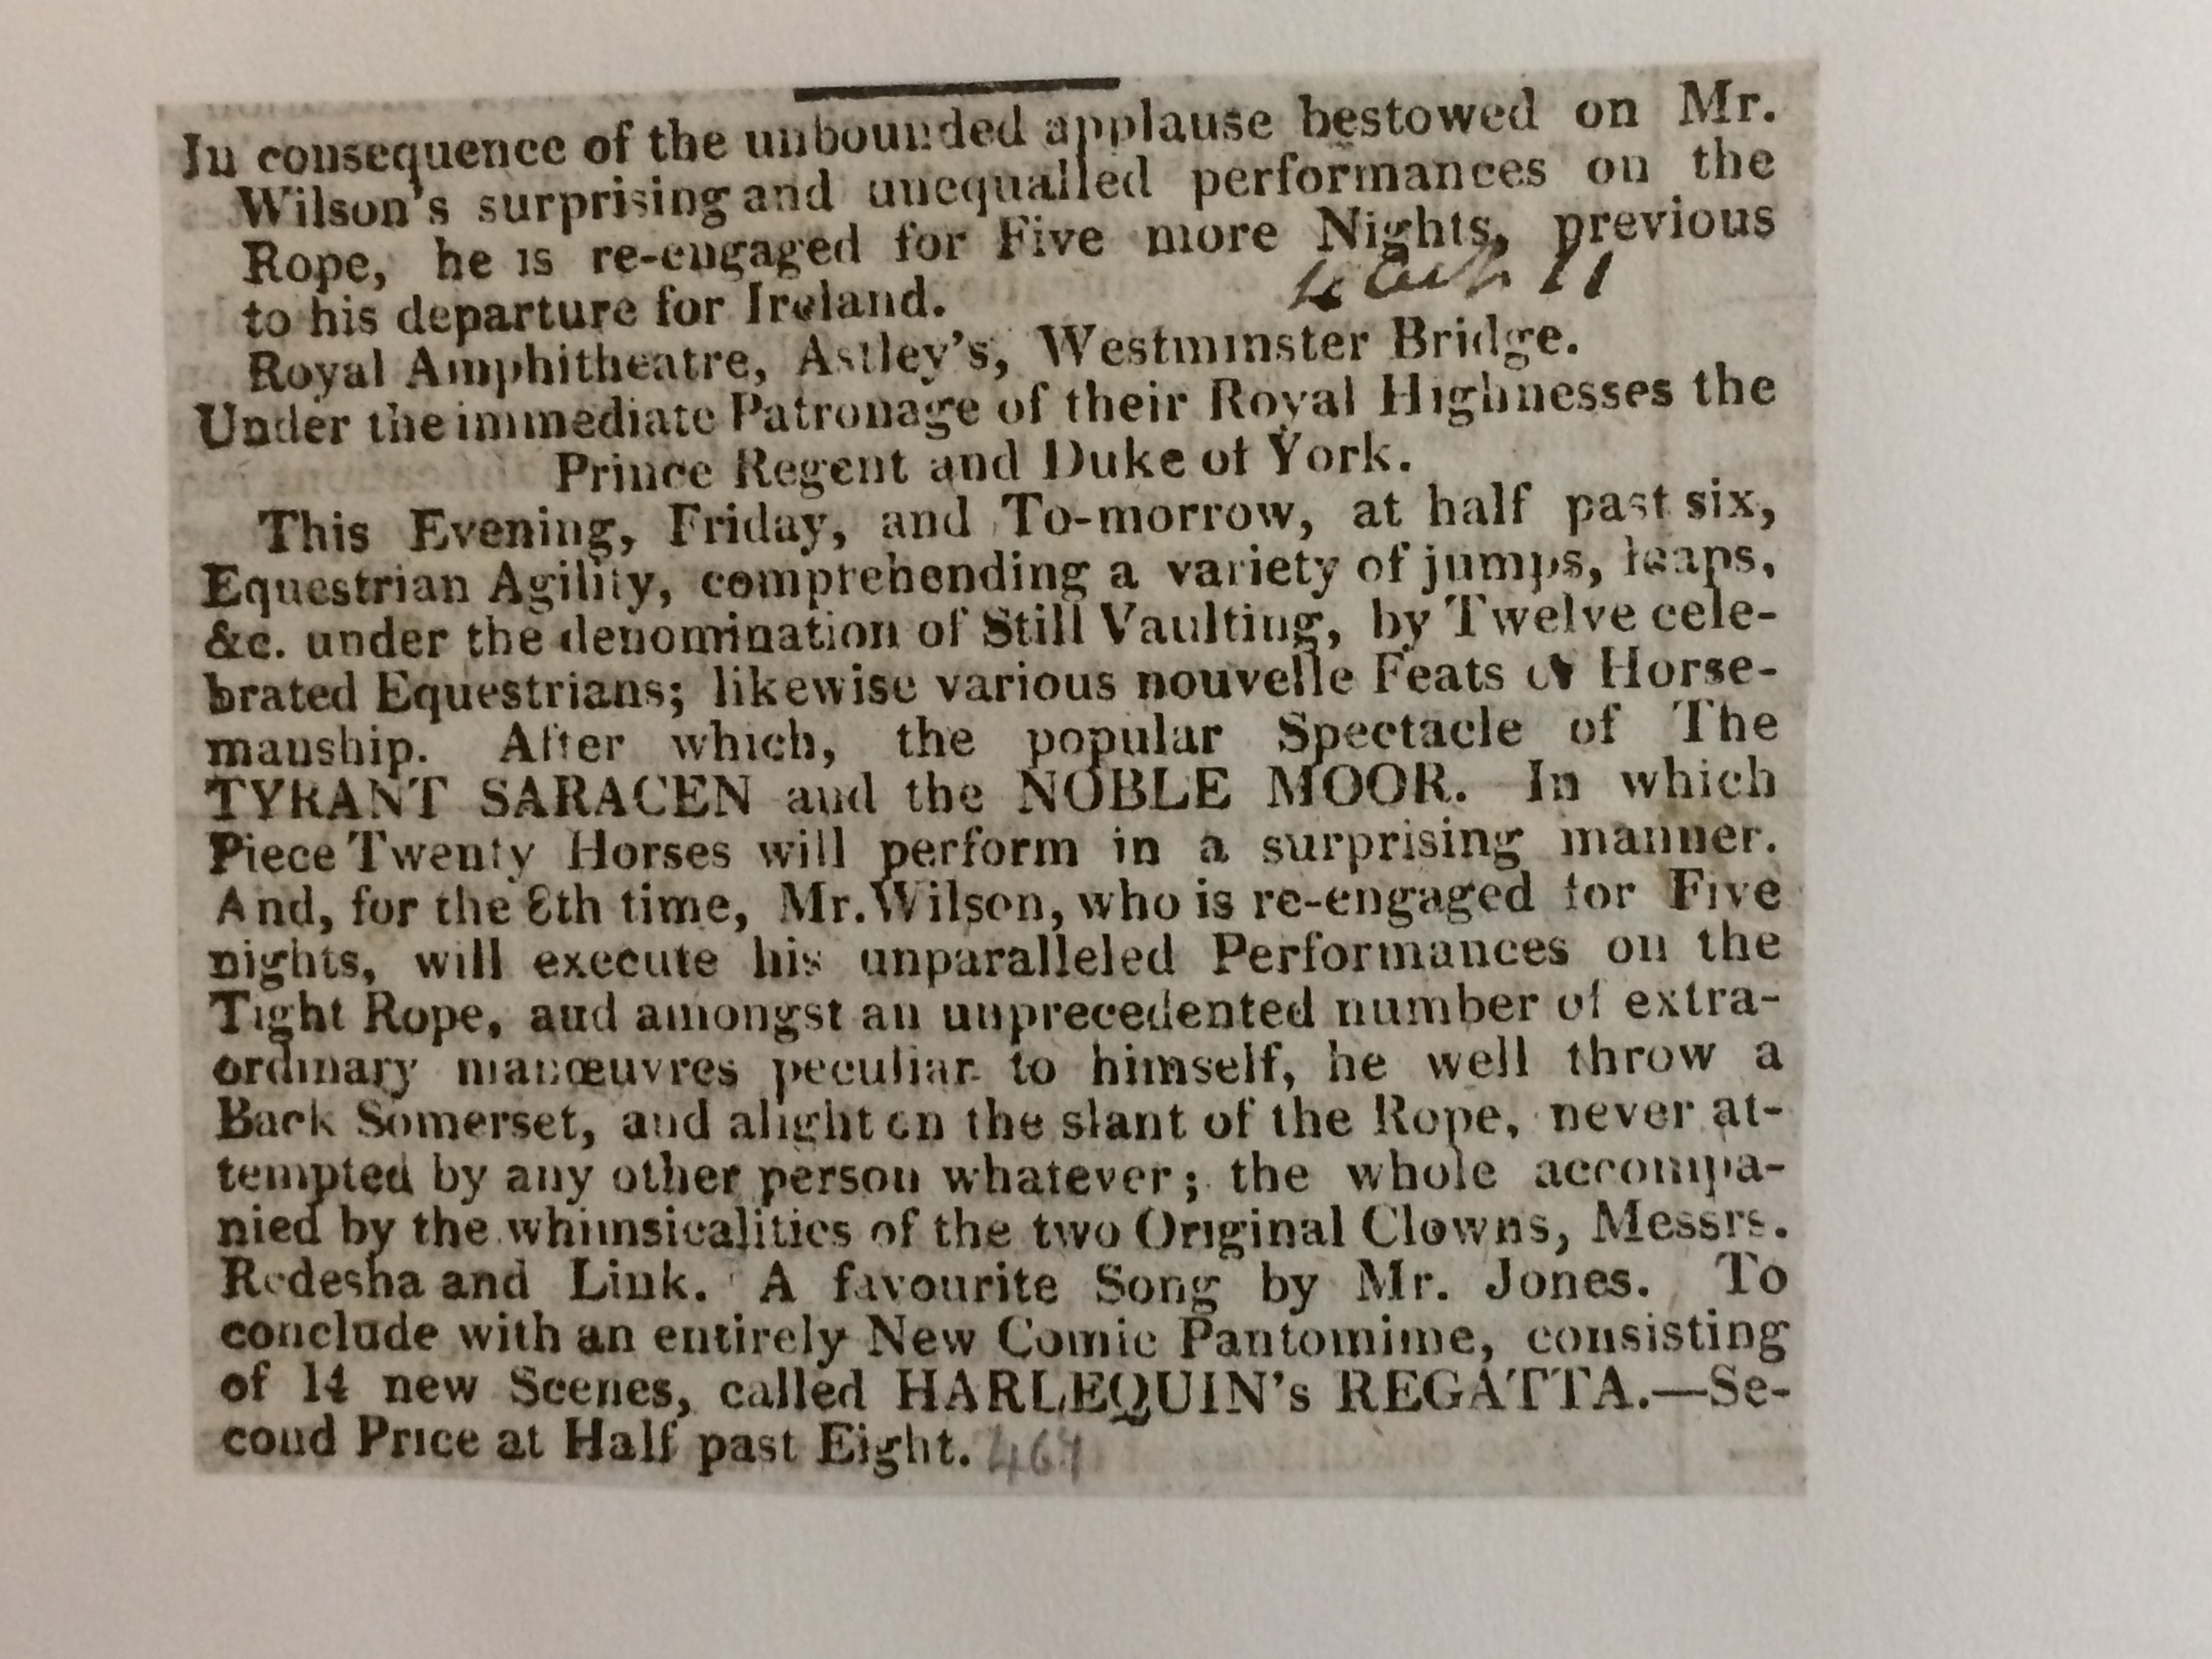 In consequence of the unbounded applause bestowed on Mr.
Wilson's surprising and unequalled performances on the
Rope, he is re-engaged for Five more Nights, previous
to his departure for Ireland.
Royal Amphitheatre, Astley's, Westminster Bridge.
Under the immediate Patronage of their Royal Highnesses the
Prince Regent and Duke of York.
This Evening, Friday, and To-morrow, at half past six,
Equestrian Agility, comprehending a variety of jumps, leaps,
&c. under the denomination of Still Vaulting, by Twelve cele-
brated Equestrians; likewise various nouvelle Feats of Horse-
manship. After which, the popular Spectacle of The
TYRANT SARACEN and the NOBLE MOOR. In which
Piece Twenty Horses will perform in a surprising manner.
And, for the 8th time, Mr. Wilson, who is re-engaged for Five
nights, will execute his unparalleled Performances on the
Tight Rope, and amongst an unprecedented number of extra-
ordinary manœuvres peculiar to himself, he well throw a
Back Somerset, and alight on the slant of the Rope, never at-
tempted by any other person whatever; the whole accompa-
nied by the whimsicalities of the two Original Clowns, Messrs.
Redesha and Link. A favourite Song by Mr. Jones. To
conclude with an entirely New Comic Pantomime, consisting
of 14 new Scenes, called HARLEQUIN's REGATTA.—Se-
cond Price at Half past Eight.